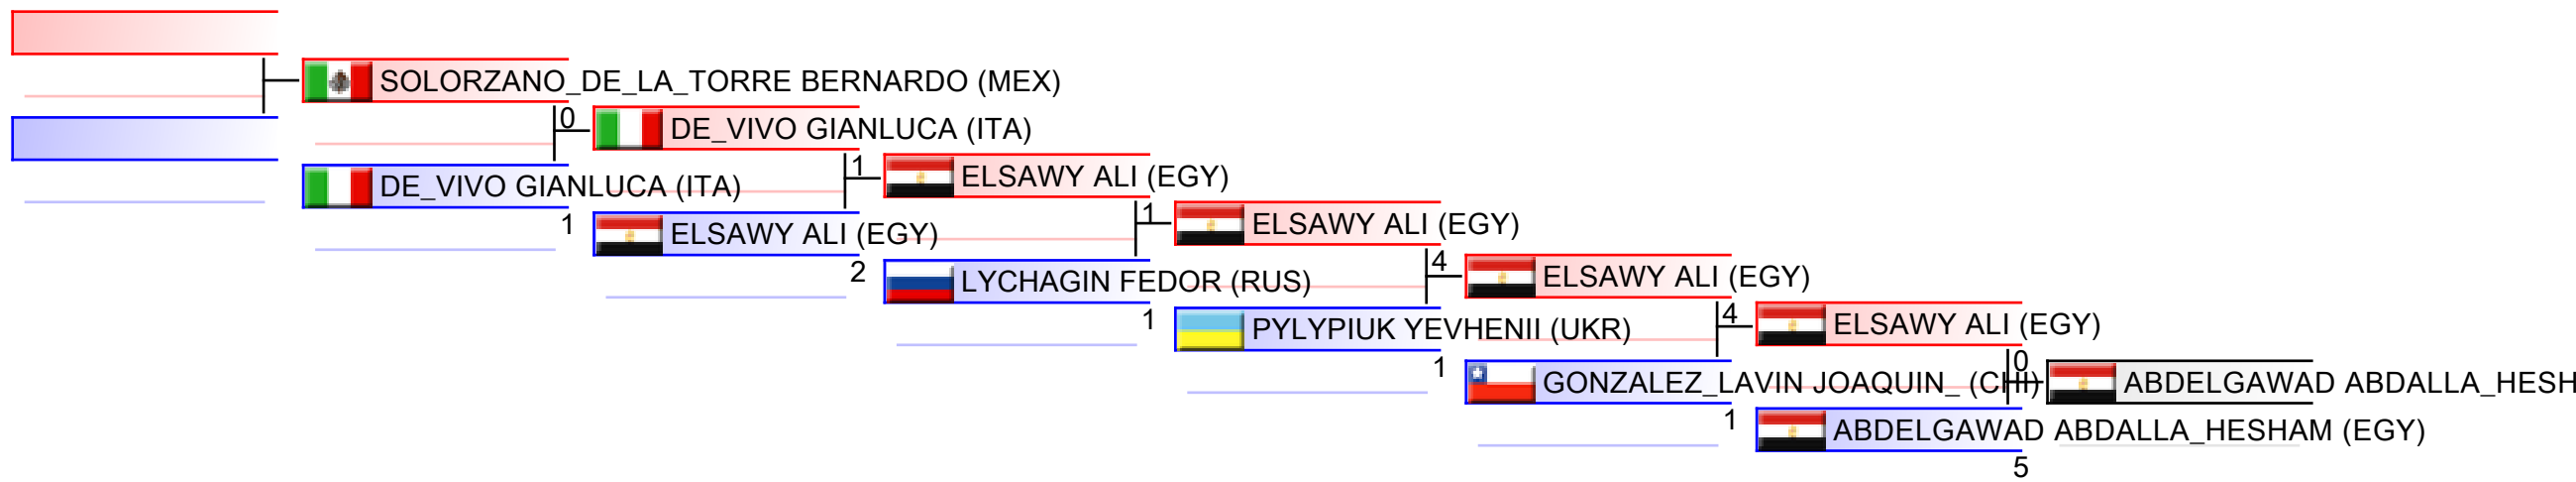 SOLORZANO_DE_LA_TORRE BERNARDO (MEX)
0
DE_VIVO GIANLUCA (ITA)
1
DE_VIVO GIANLUCA (ITA)
1
ELSAWY ALI (EGY)
2
ELSAWY ALI (EGY)
1
LYCHAGIN FEDOR (RUS)
1
ELSAWY ALI (EGY)
4
PYLYPIUK YEVHENII (UKR)
1
ELSAWY ALI (EGY)
4
GONZALEZ_LAVIN JOAQUIN_ (CHI)
1
ELSAWY ALI (EGY)
0
ABDELGAWAD ABDALLA_HESHAM (EGY)
5
ABDELGAWAD ABDALLA_HESH